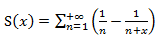 S(x) = ∑_{n=1}^{+∞} (1/n − 1/(n+x))